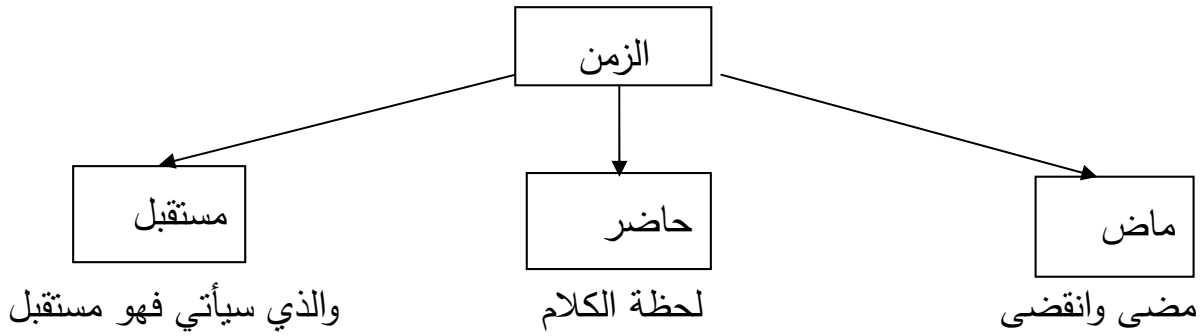 الزمن
ماض
حاضر
مستقبل
مضى وانقضى
لحظة الكلام
والذي سيأتي فهو مستقبل